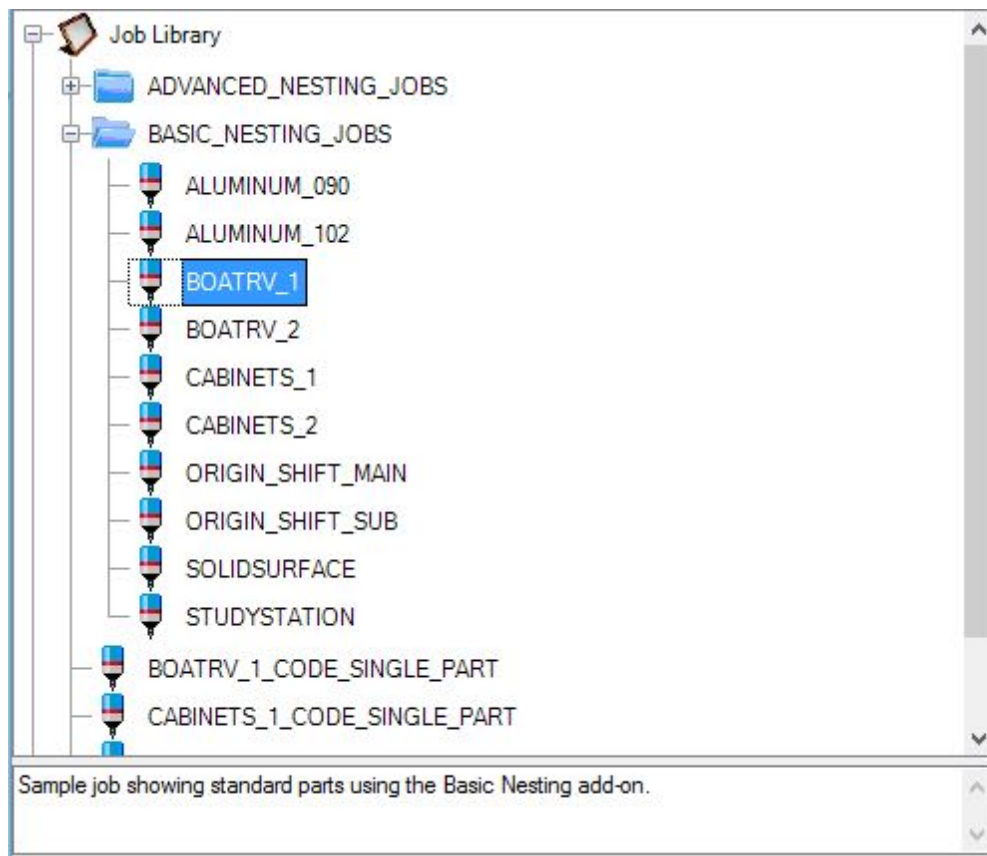 Job Library
ADVANCED_NESTING_JOBS
BASIC_NESTING_JOBS
ALUMINUM_090
ALUMINUM_102
BOATRV_1
BOATRV_2
CABINETS_1
CABINETS_2
ORIGIN_SHIFT_MAIN
ORIGIN_SHIFT_SUB
SOLIDSURFACE
STUDYSTATION
BOATRV_1_CODE_SINGLE_PART
CABINETS_1_CODE_SINGLE_PART
Sample job showing standard parts using the Basic Nesting add-on.